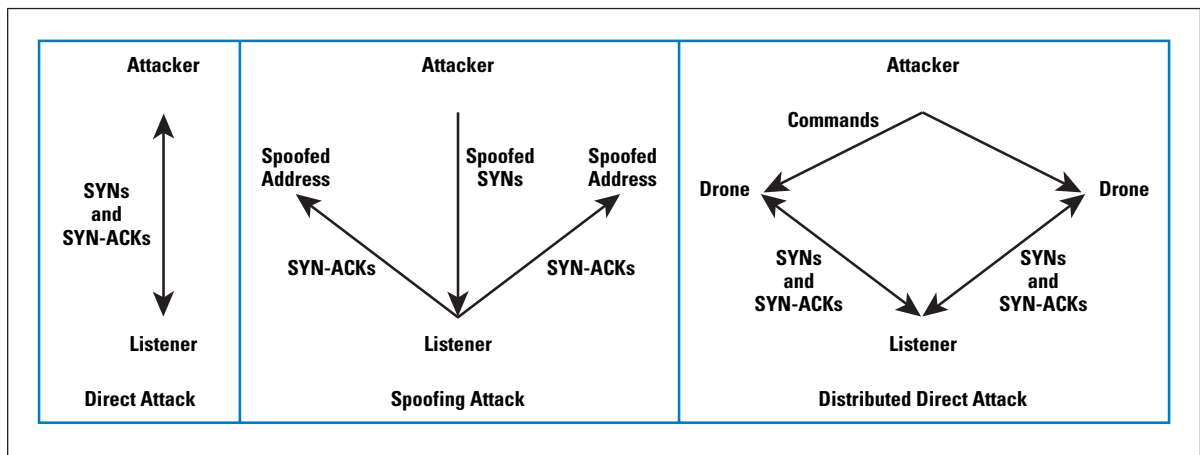 Attacker
SYNs
and
SYN-ACKs
Listener
Direct Attack
Attacker
Spoofed
Address
Spoofed
SYNs
Spoofed
Address
SYN-ACKs
SYN-ACKs
Listener
Spoofing Attack
Attacker
Commands
Drone
Drone
SYNs
and
SYN-ACKs
SYNs
and
SYN-ACKs
Listener
Distributed Direct Attack